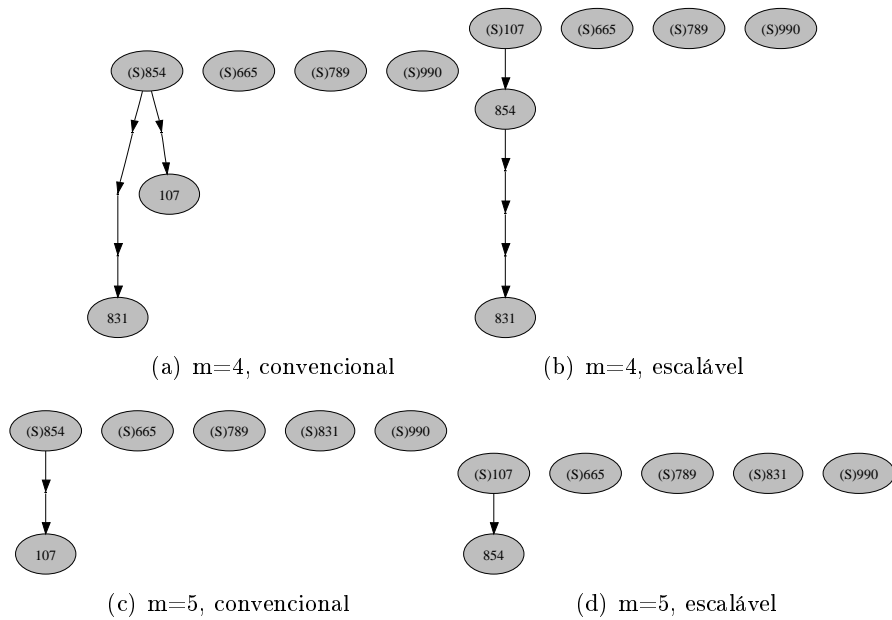 (S)854 (S)665 (S)789 (S)990
107
831
(a) m=4, convencional
(S)107 (S)665 (S)789 (S)990
854
831
(b) m=4, escalável
(S)854 (S)665 (S)789 (S)831 (S)990
107
(c) m=5, convencional
(S)107 (S)665 (S)789 (S)831 (S)990
854
(d) m=5, escalável